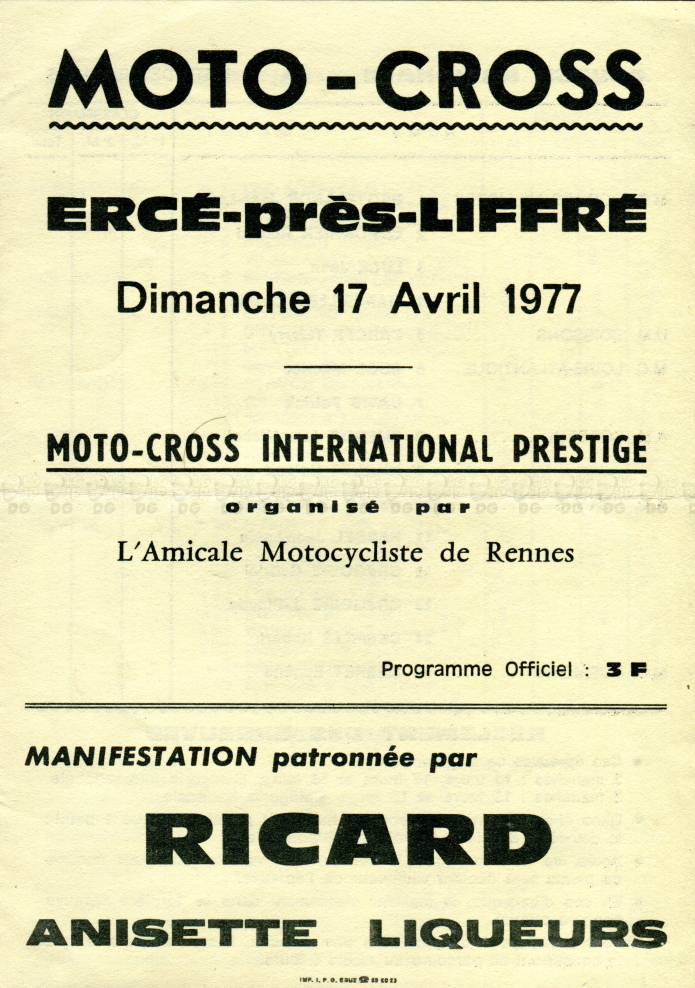 MOTO-CROSS
ERCÉ-près-LIFFRÉ
Dimanche 17 Avril 1977
MOTO-CROSS INTERNATIONAL PRESTIGE
organisé par
L'Amicale Motocycliste de Rennes
Programme Officiel : 3 F
MANIFESTATION patronnée par
RICARD
ANISETTE LIQUEURS